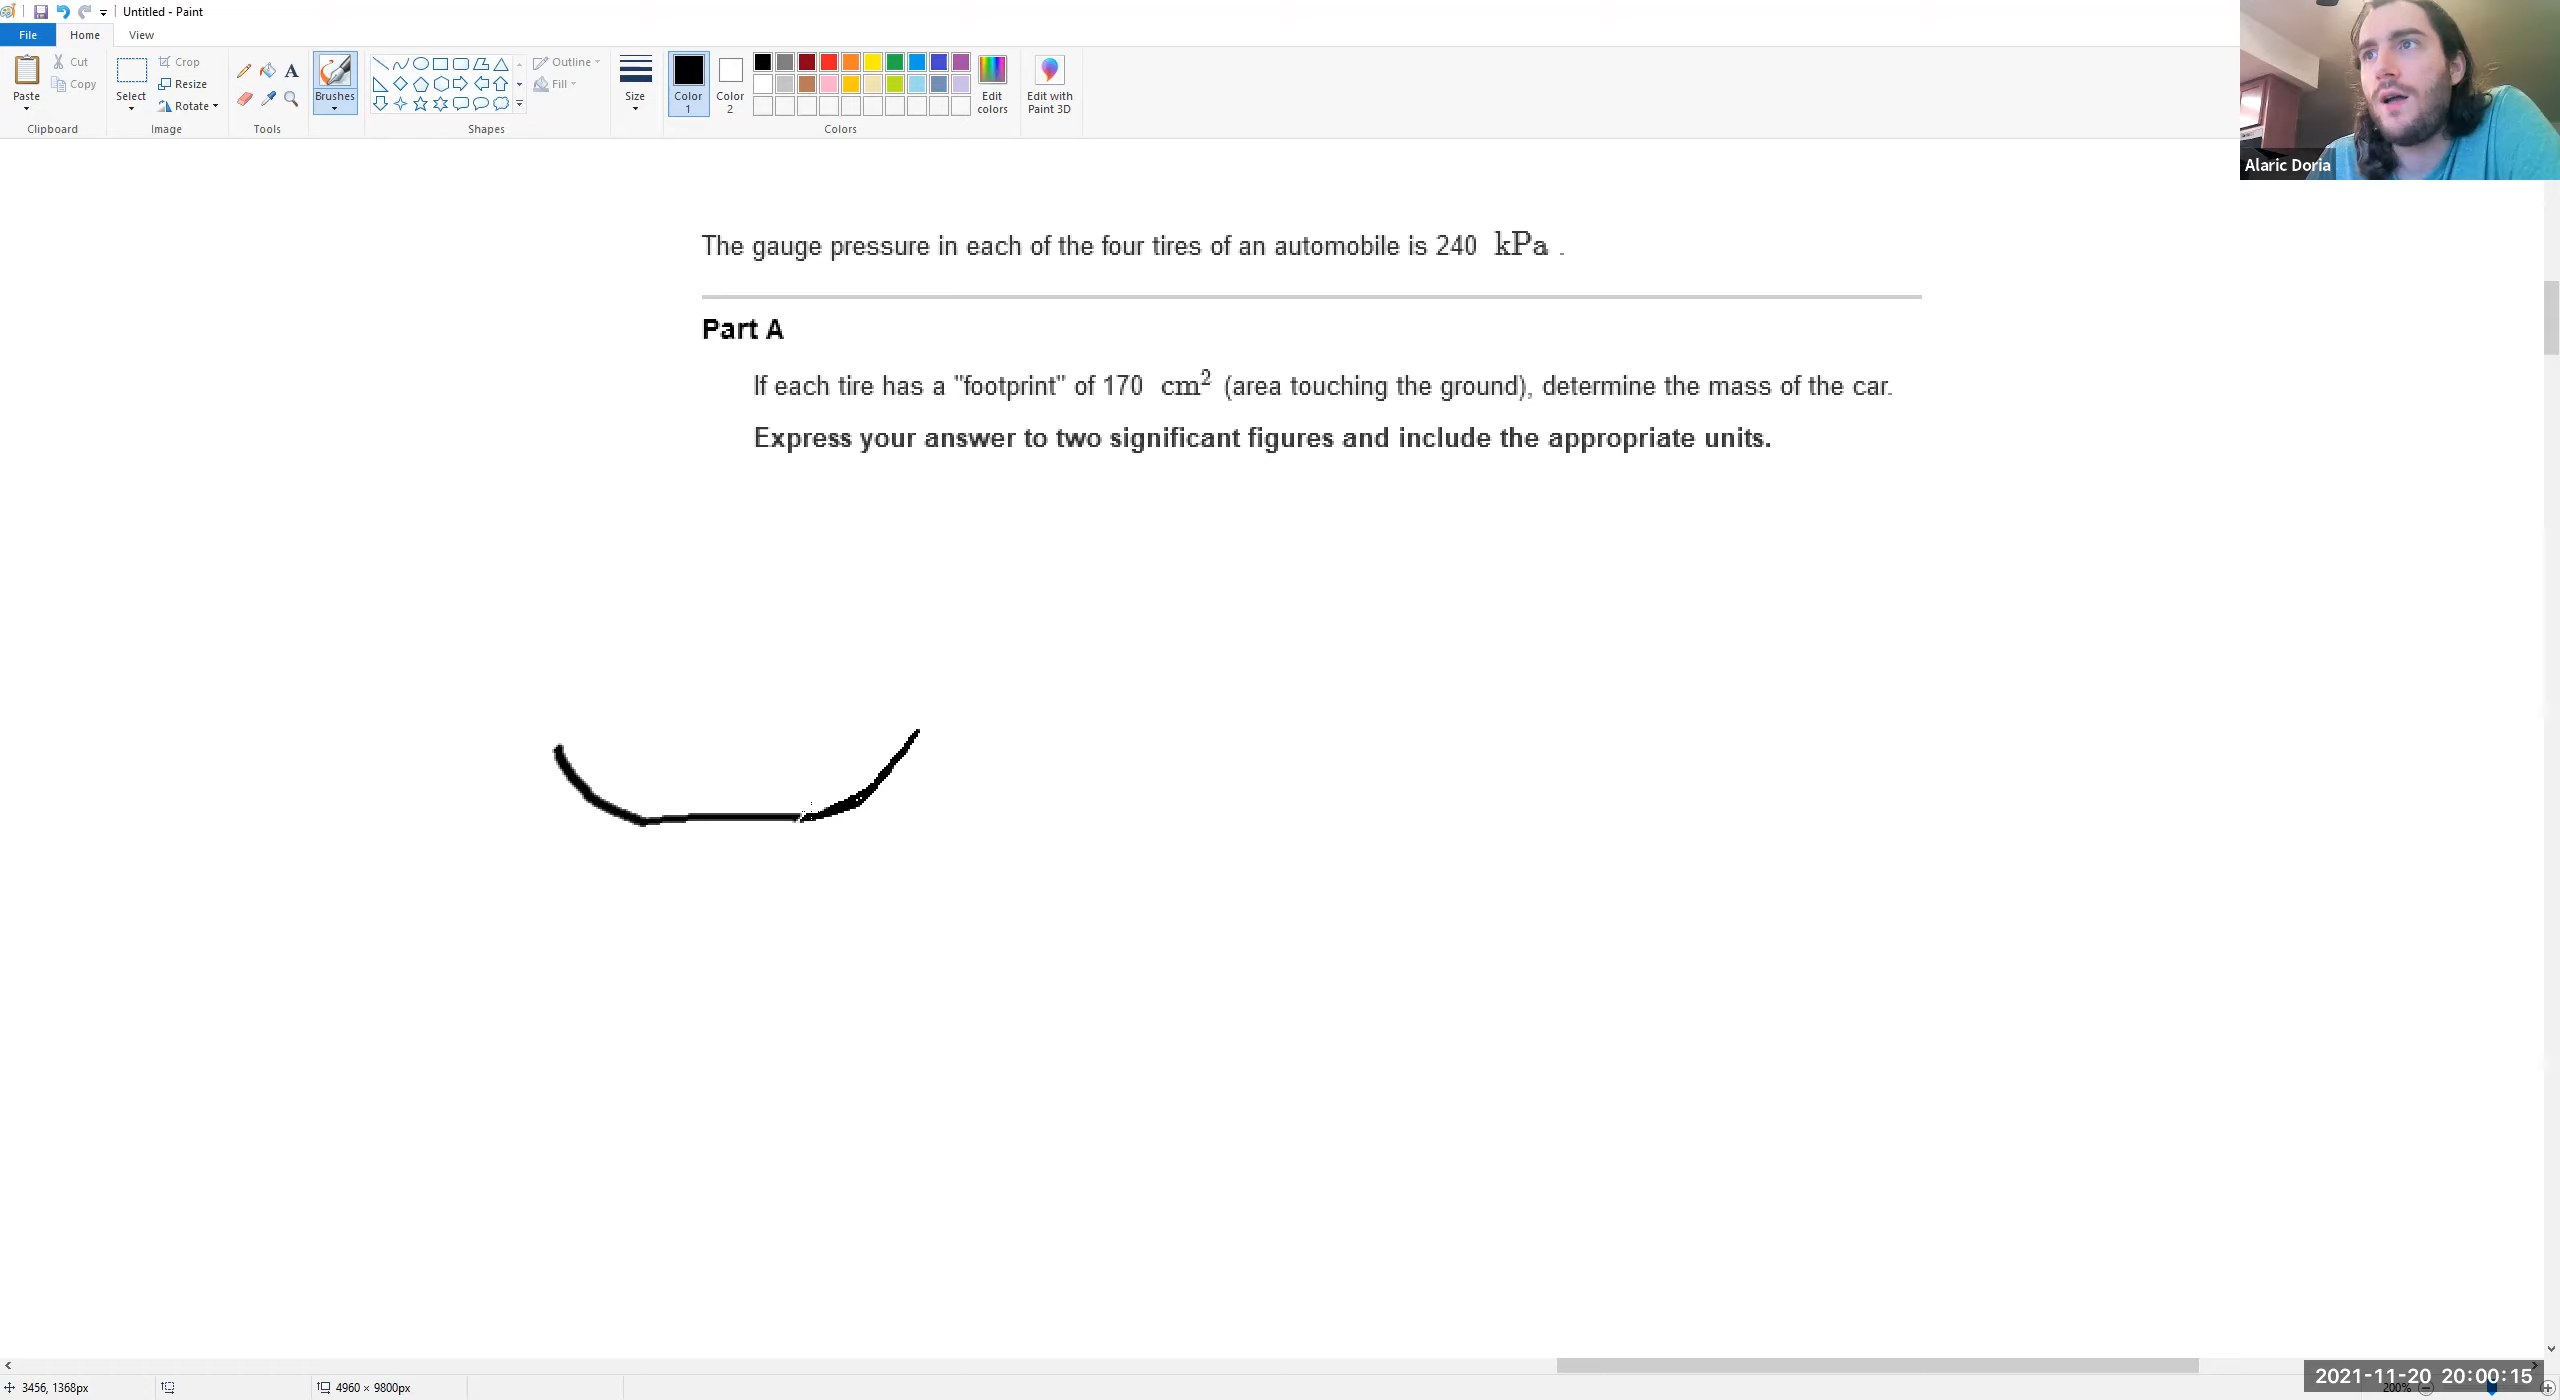 Untitled - Paint
File Home View
Paste
Cut
Copy
Clipboard
Select
Crop
Resize
Rotate
Image
Tools
Brushes
Shapes
Outline
Fill
Size
Color 1
Color 2
Colors
Edit colors
Edit with Paint 3D
Alaric Doria
The gauge pressure in each of the four tires of an automobile is 240 kPa .
Part A
If each tire has a "footprint" of 170 cm² (area touching the ground), determine the mass of the car.
Express your answer to two significant figures and include the appropriate units.
3456, 1368px
4960 × 9800px
200%
2021-11-20 20:00:15